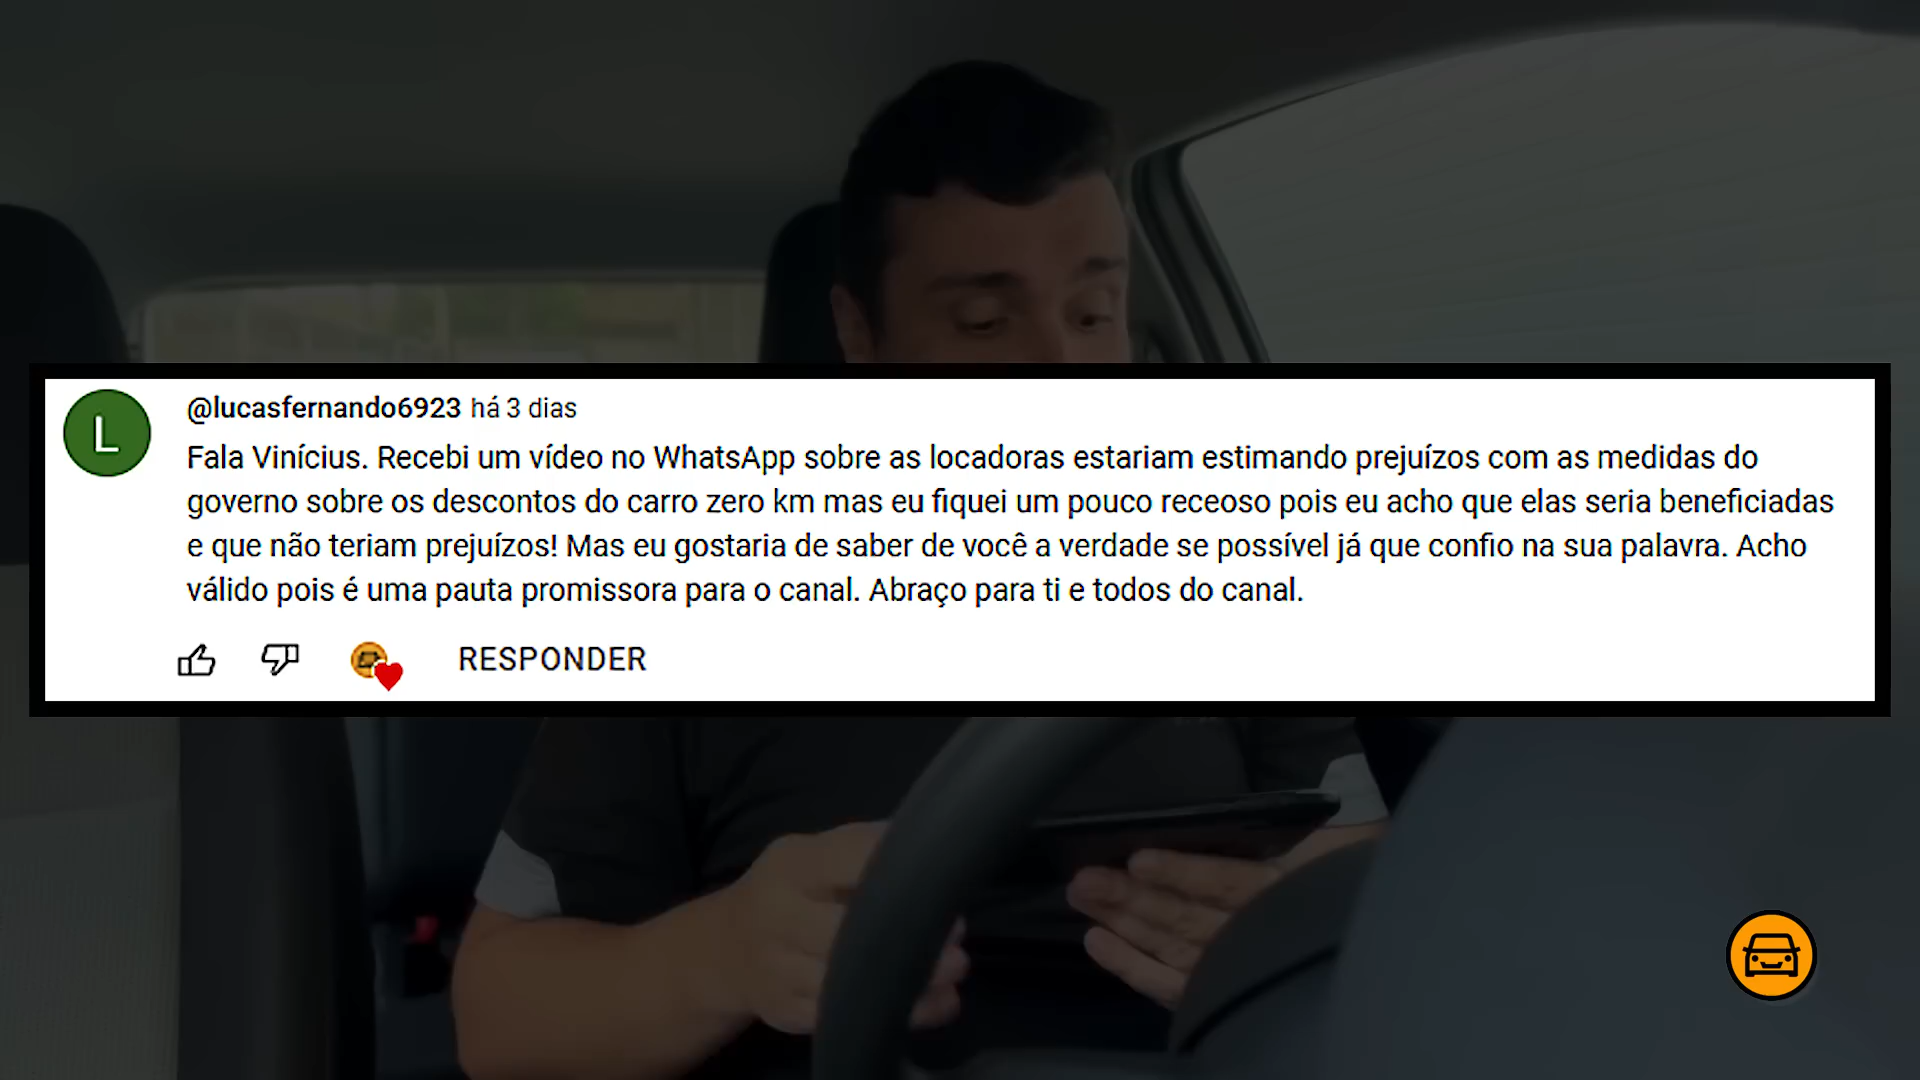 L
@lucasfernando6923 há 3 dias
Fala Vinícius. Recebi um vídeo no WhatsApp sobre as locadoras estariam estimando prejuízos com as medidas do
governo sobre os descontos do carro zero km mas eu fiquei um pouco receoso pois eu acho que elas seria beneficiadas
e que não teriam prejuízos! Mas eu gostaria de saber de você a verdade se possível já que confio na sua palavra. Acho
válido pois é uma pauta promissora para o canal. Abraço para ti e todos do canal.
RESPONDER